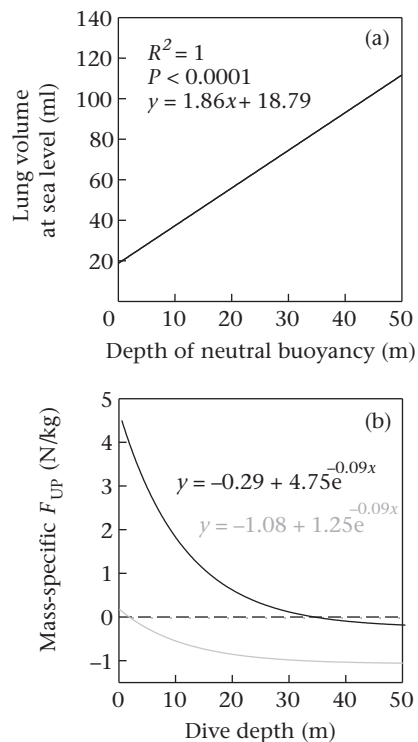 140
(a)
R² = 1
120
P < 0.0001
100
y = 1.86x + 18.79
80
60
40
20
Lung volume
at sea level (ml)
0 10 20 30 40 50
Depth of neutral buoyancy (m)
5
(b)
4
3
y = –0.29 + 4.75e^–0.09x
2
y = –1.08 + 1.25e^–0.09x
1
0
–1
Mass-specific F_UP (N/kg)
0 10 20 30 40 50
Dive depth (m)